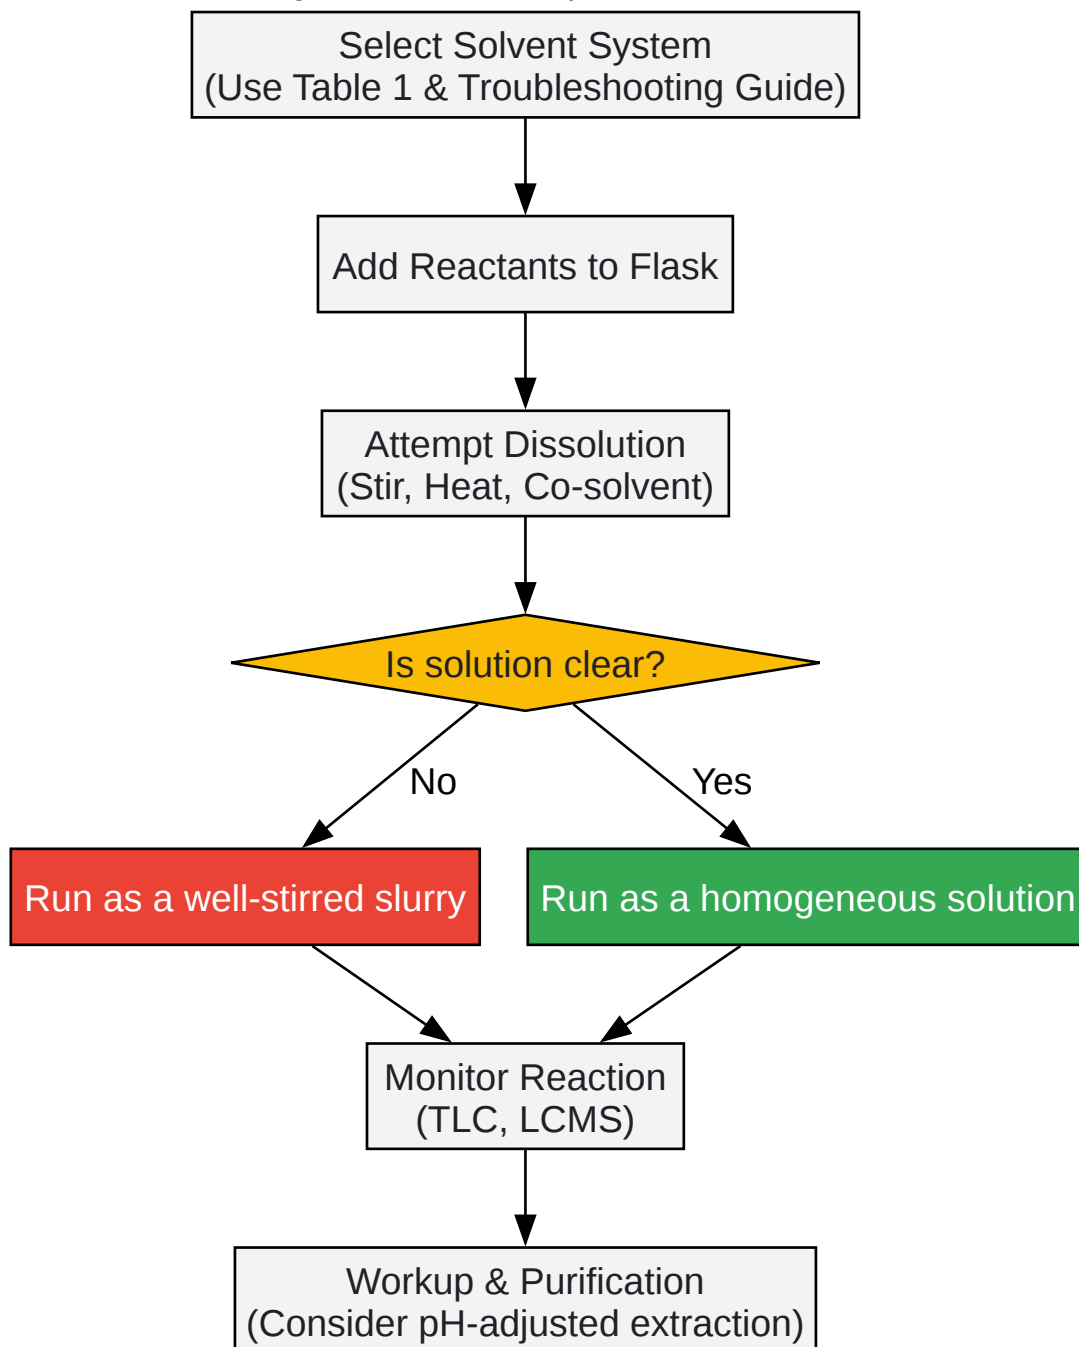 Select Solvent System
(Use Table 1 & Troubleshooting Guide)
Add Reactants to Flask
Attempt Dissolution
(Stir, Heat, Co-solvent)
Is solution clear?
No
Yes
Run as a well-stirred slurry
Run as a homogeneous solution
Monitor Reaction
(TLC, LCMS)
Workup & Purification
(Consider pH-adjusted extraction)